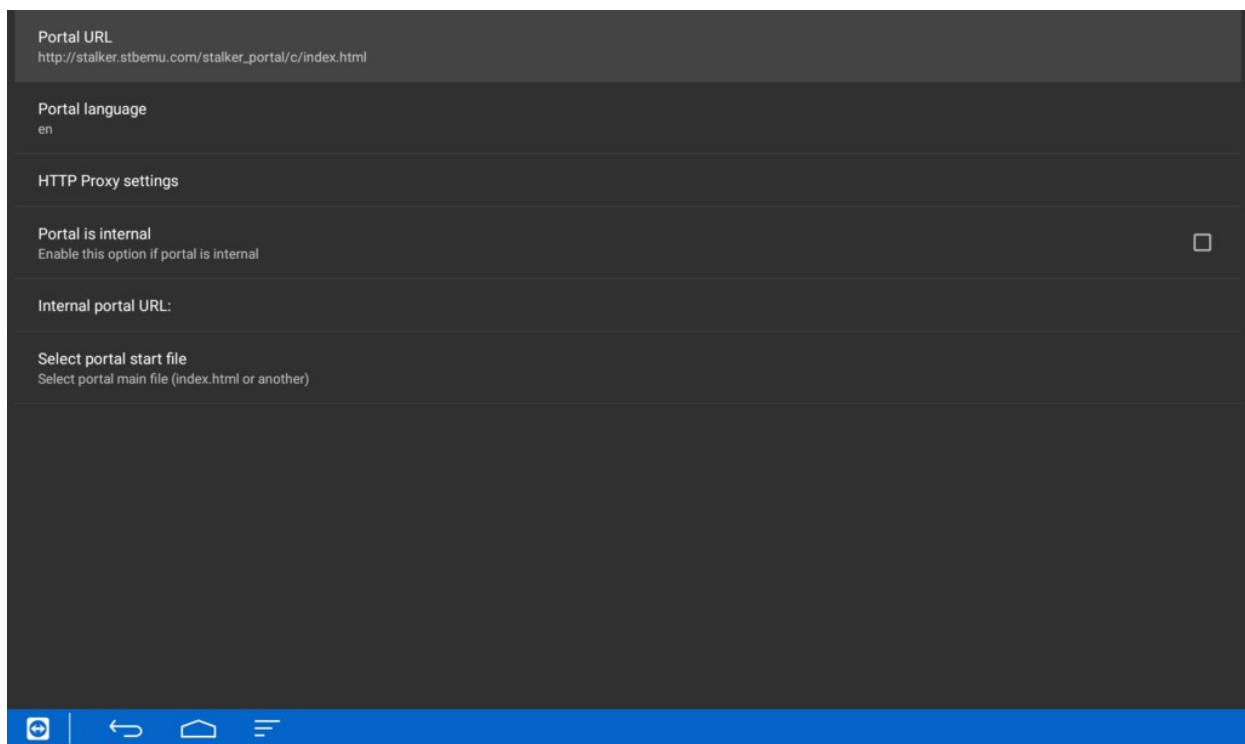 Portal URL
http://stalker.stbemu.com/stalker_portal/c/index.html
Portal language
en
HTTP Proxy settings
Portal is internal
Enable this option if portal is internal
Internal portal URL:
Select portal start file
Select portal main file (index.html or another)